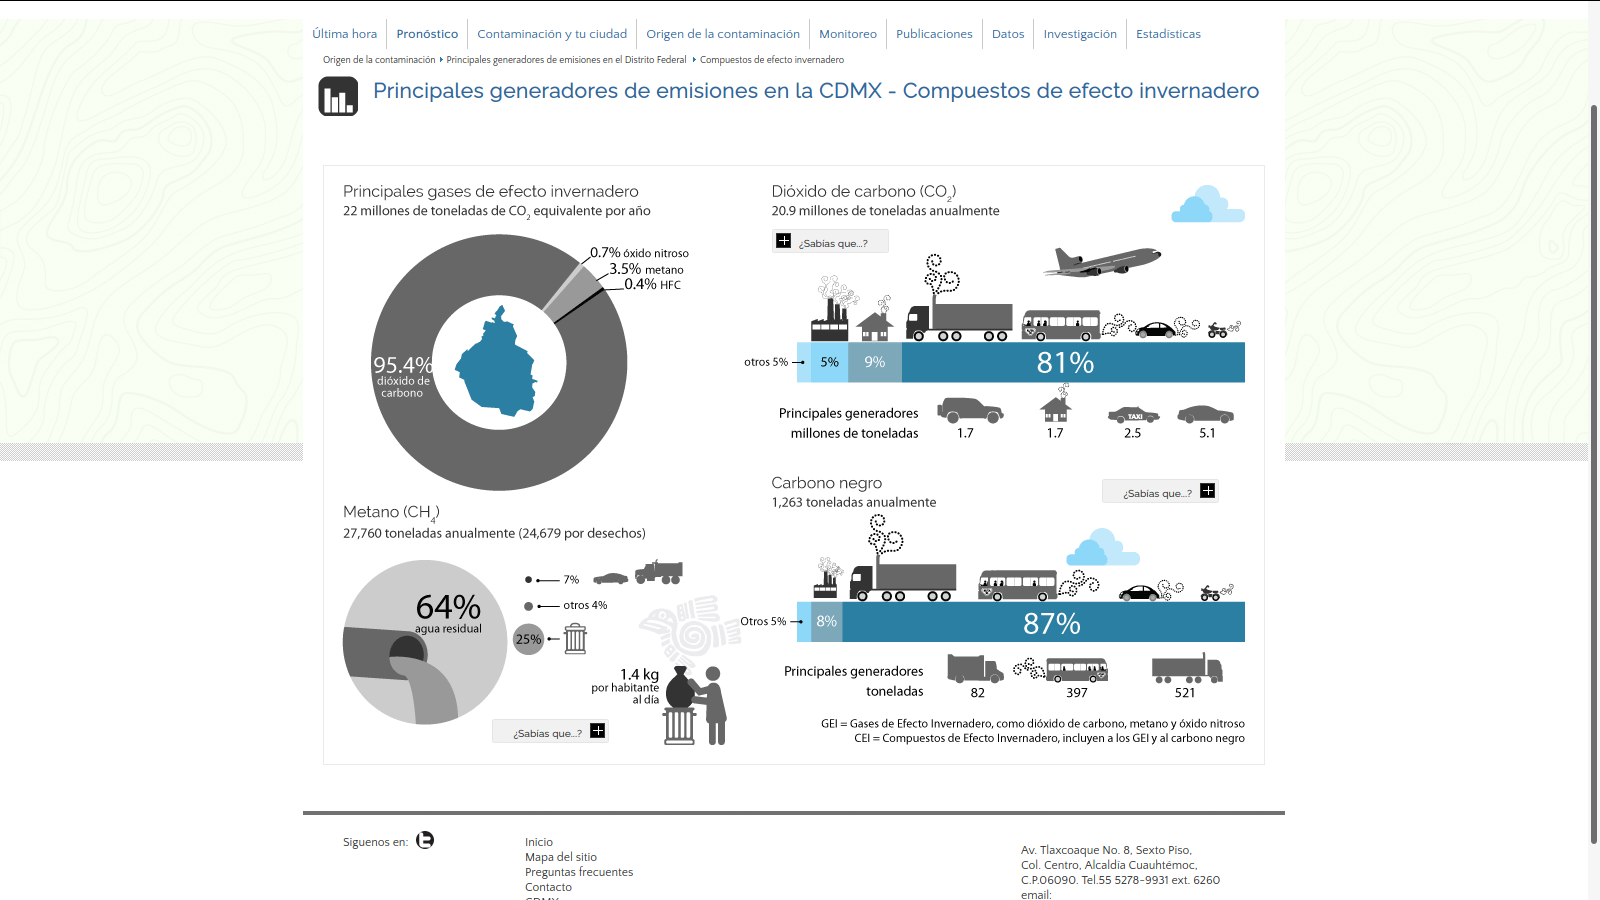 Última hora
Pronóstico
Contaminación y tu ciudad
Origen de la contaminación
Monitoreo
Publicaciones
Datos
Investigación
Estadísticas
Origen de la contaminación
Principales generadores de emisiones en el Distrito Federal
Compuestos de efecto invernadero
Principales generadores de emisiones en la CDMX - Compuestos de efecto invernadero
Principales gases de efecto invernadero
22 millones de toneladas de CO2 equivalente por año
0.7% óxido nitroso
3.5% metano
0.4% HFC
95.4%
dióxido de
carbono
Metano (CH4)
27,760 toneladas anualmente (24,679 por desechos)
64%
agua residual
7%
otros 4%
25%
1.4 kg
por habitante
al día
¿Sabías que...?
Dióxido de carbono (CO2)
20.9 millones de toneladas anualmente
¿Sabías que...?
otros 5%
5%
9%
81%
Principales generadores
millones de toneladas
1.7
1.7
TAXI
2.5
5.1
Carbono negro
1,263 toneladas anualmente
¿Sabías que...?
Otros 5%
8%
87%
Principales generadores
toneladas
82
397
521
GEI = Gases de Efecto Invernadero, como dióxido de carbono, metano y óxido nitroso
CEI = Compuestos de Efecto Invernadero, incluyen a los GEI y al carbono negro
Siguenos en:
Inicio
Mapa del sitio
Preguntas frecuentes
Contacto
CDMX
Av. Tlaxcoaque No. 8, Sexto Piso,
Col. Centro, Alcaldía Cuauhtémoc,
C.P.06090. Tel.55 5278-9931 ext. 6260
email: